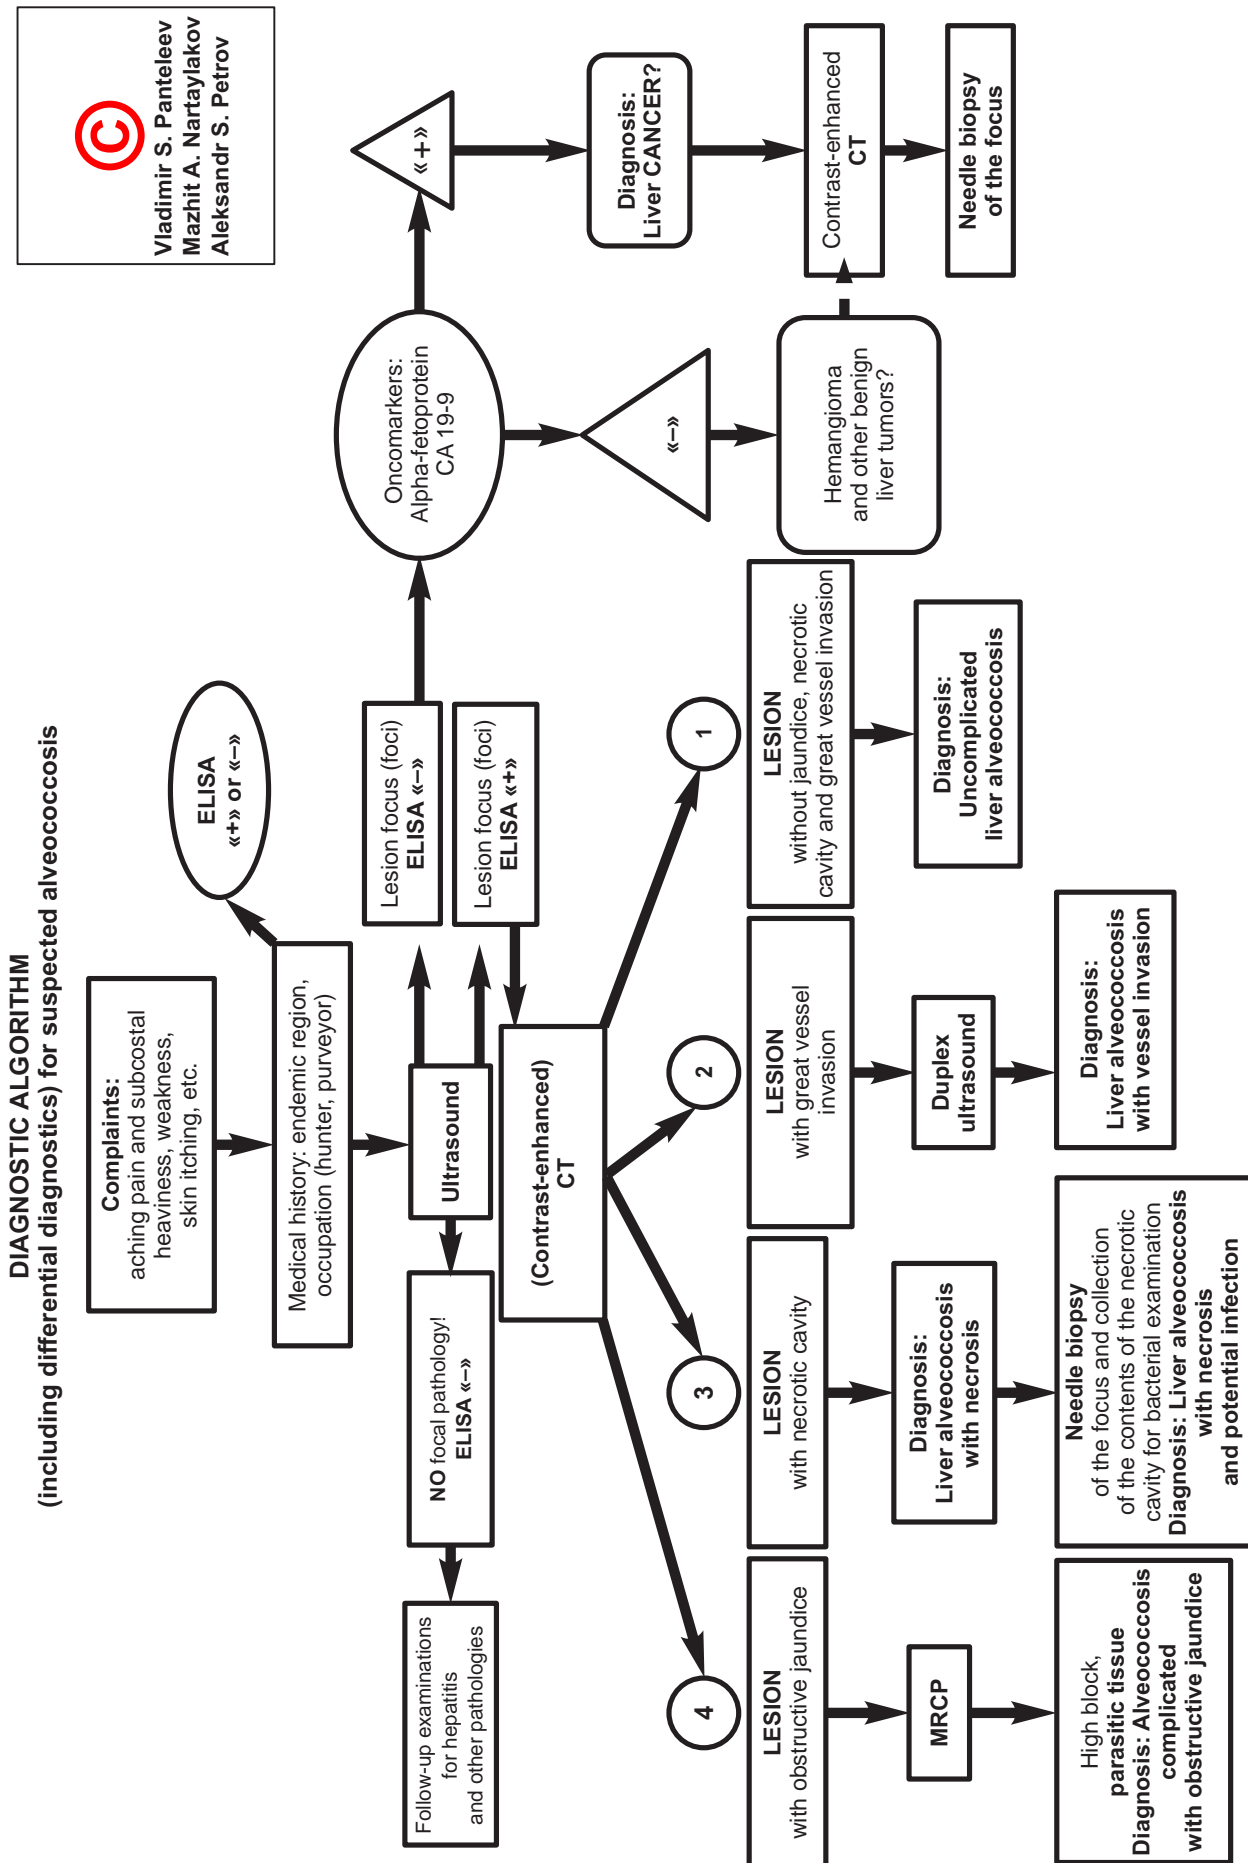 DIAGNOSTIC ALGORITHM
(including differential diagnostics) for suspected alveococcosis
©
Vladimir S. Panteleev
Mazhit A. Nartaylakov
Aleksandr S. Petrov
Complaints:
aching pain and subcostal
heaviness, weakness,
skin itching, etc.
ELISA
«+» or «–»
Medical history: endemic region,
occupation (hunter, purveyor)
Follow-up examinations
for hepatitis
and other pathologies
NO focal pathology!
ELISA «–»
Ultrasound
Lesion focus (foci)
ELISA «–»
Lesion focus (foci)
ELISA «+»
Oncomarkers:
Alpha-fetoprotein
CA 19-9
«+»
(Contrast-enhanced)
CT
«–»
Diagnosis:
Liver CANCER?
4
3
2
1
LESION
with obstructive jaundice
LESION
with necrotic cavity
LESION
with great vessel
invasion
LESION
without jaundice, necrotic
cavity and great vessel invasion
Hemangioma
and other benign
liver tumors?
Contrast-enhanced
CT
MRCP
Diagnosis:
Liver alveococcosis
with necrosis
Duplex
ultrasound
Diagnosis:
Uncomplicated
liver alveococcosis
Needle biopsy
of the focus
High block,
parasitic tissue
Diagnosis: Alveococcosis
complicated
with obstructive jaundice
Needle biopsy
of the focus and collection
of the contents of the necrotic
cavity for bacterial examination
Diagnosis: Liver alveococcosis
with necrosis
and potential infection
Diagnosis:
Liver alveococcosis
with vessel invasion